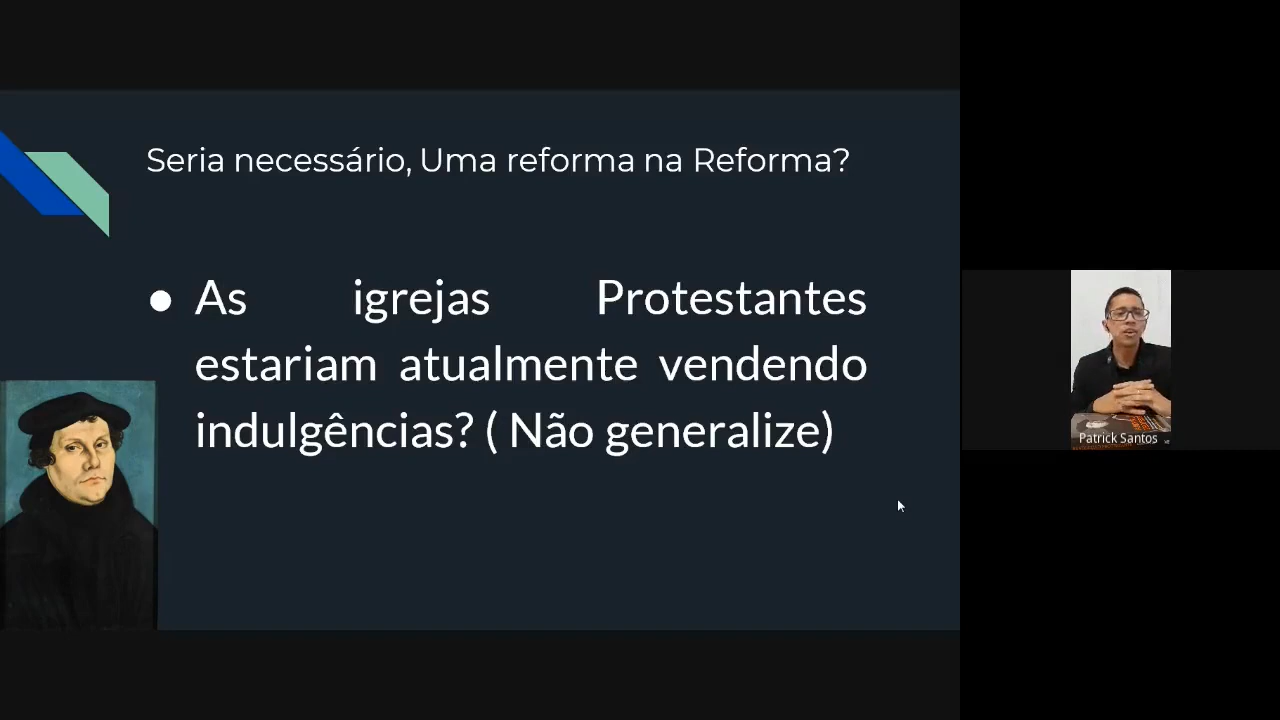 Seria necessário, Uma reforma na Reforma?
● As igrejas Protestantes
estariam atualmente vendendo
indulgências? ( Não generalize)
Patrick Santos